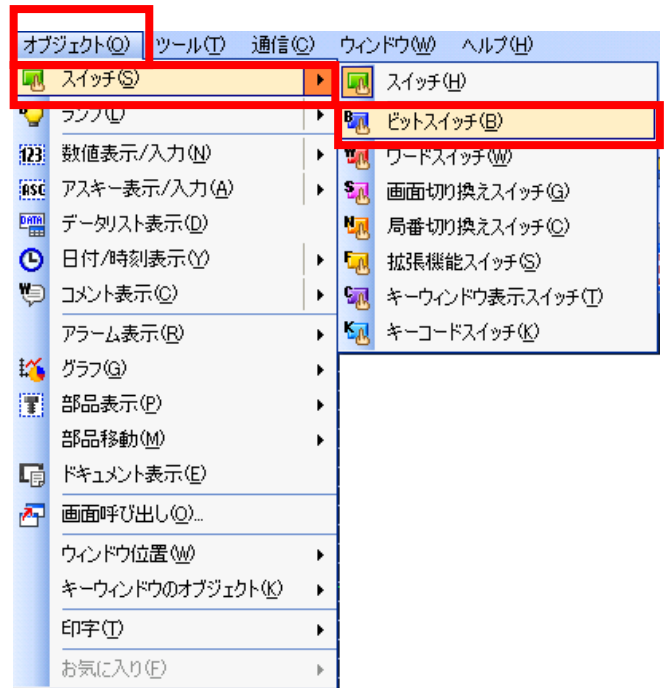 オブジェクト(O) ツール(T) 通信(C) ウィンドウ(W) ヘルプ(H)
スイッチ(S)
ランプ(L)
123 数値表示/入力(N)
ASC アスキー表示/入力(A)
DATA データリスト表示(D)
日付/時刻表示(Y)
コメント表示(C)
アラーム表示(R)
グラフ(G)
部品表示(P)
部品移動(M)
ドキュメント表示(E)
画面呼び出し(O)...
ウィンドウ位置(W)
キーウィンドウのオブジェクト(K)
印字(T)
お気に入り(F)
スイッチ(H)
B ビットスイッチ(B)
W ワードスイッチ(W)
S 画面切り換えスイッチ(G)
N 局番切り換えスイッチ(C)
F 拡張機能スイッチ(S)
キーウィンドウ表示スイッチ(T)
K キーコードスイッチ(K)